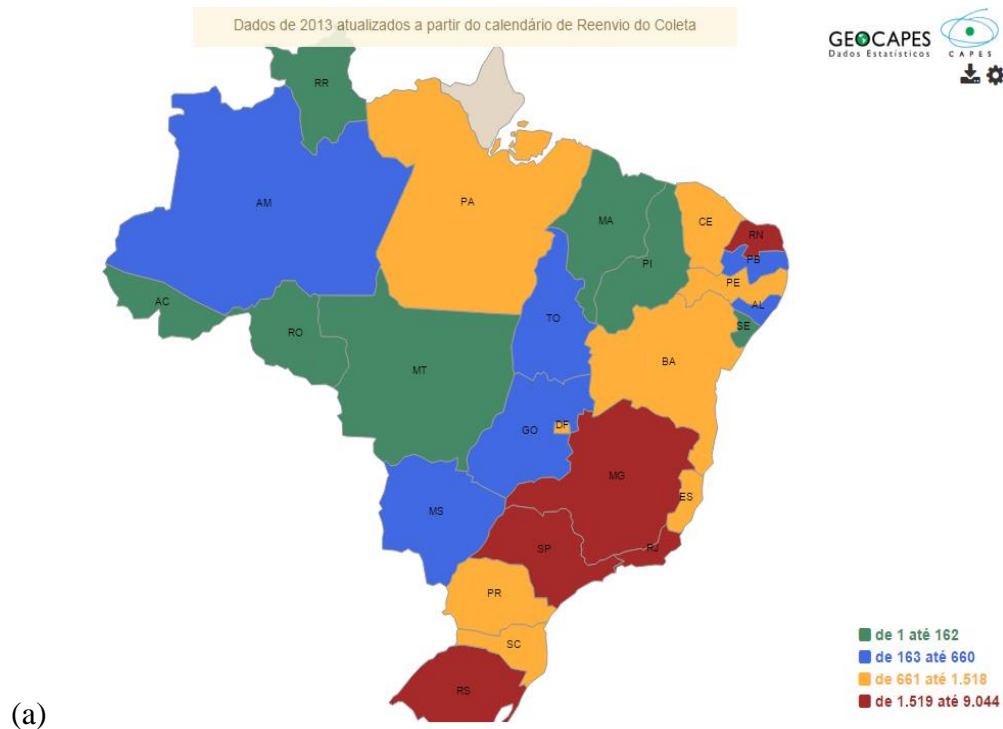 Dados de 2013 atualizados a partir do calendário de Reenvio do Coleta
GEOCAPES
Dados Estatísticos
CAPES
RR
AM
PA
MA
CE
RN
PB
PI
PE
AL
SE
AC
RO
TO
MT
BA
GO
DF
MG
ES
MS
SP
RJ
PR
SC
RS
de 1 até 162
de 163 até 660
de 661 até 1.518
de 1.519 até 9.044
(a)